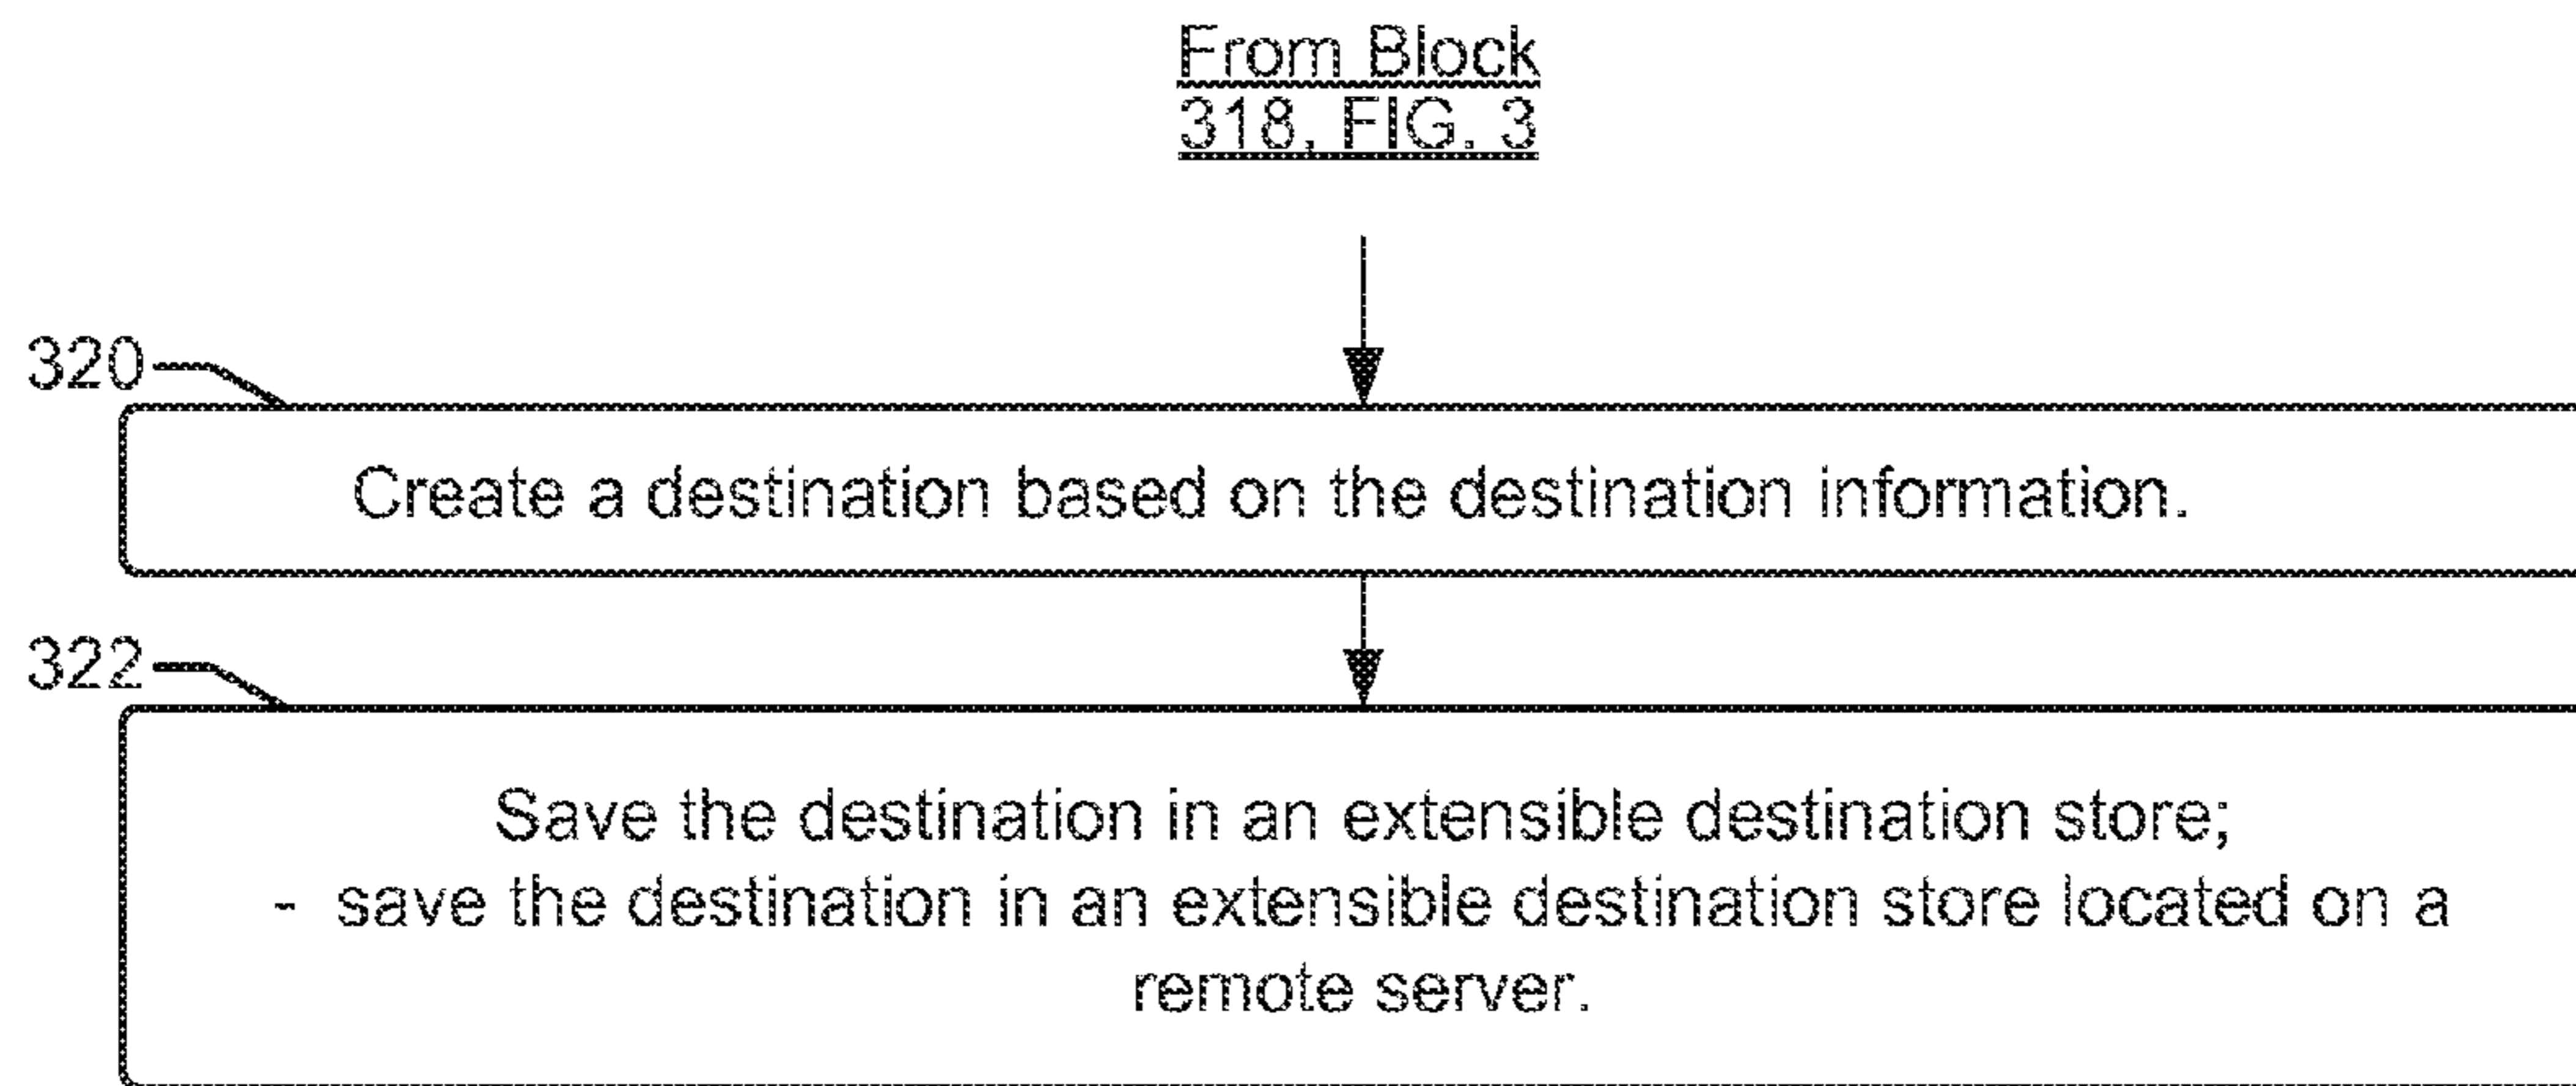 From Block
318, FIG. 3
320
Create a destination based on the destination information.
322
Save the destination in an extensible destination store;
- save the destination in an extensible destination store located on a
remote server.